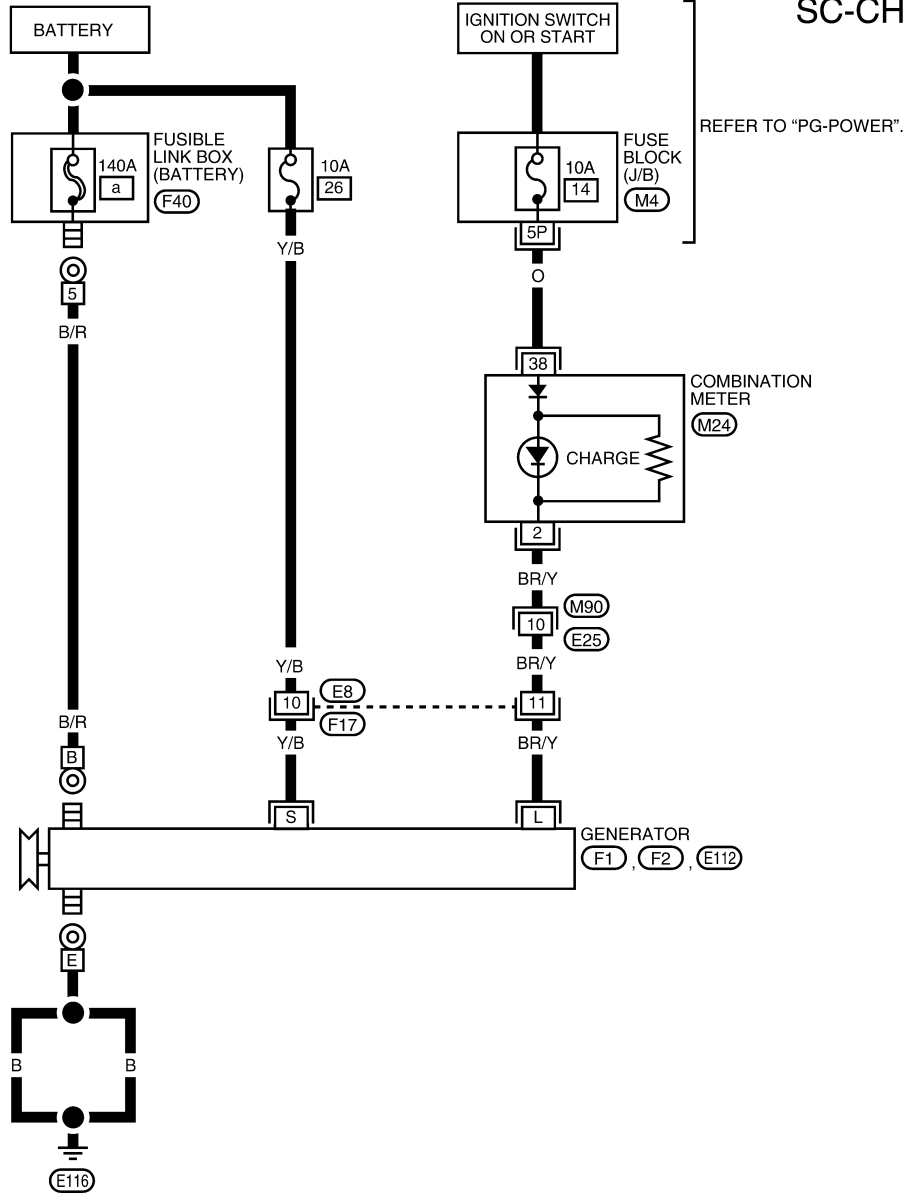 SC-CH
BATTERY
IGNITION SWITCH
ON OR START
REFER TO “PG-POWER”.
FUSIBLE
LINK BOX
(BATTERY)
F40
140A
a
10A
26
FUSE
BLOCK
(J/B)
M4
10A
14
5P
Y/B
O
5
B/R
38
COMBINATION
METER
M24
CHARGE
2
BR/Y
M90
10
E25
BR/Y
Y/B
E8
10
11
F17
B/R
Y/B
BR/Y
B
S
L
GENERATOR
F1 , F2 , E112
E
B
B
E116